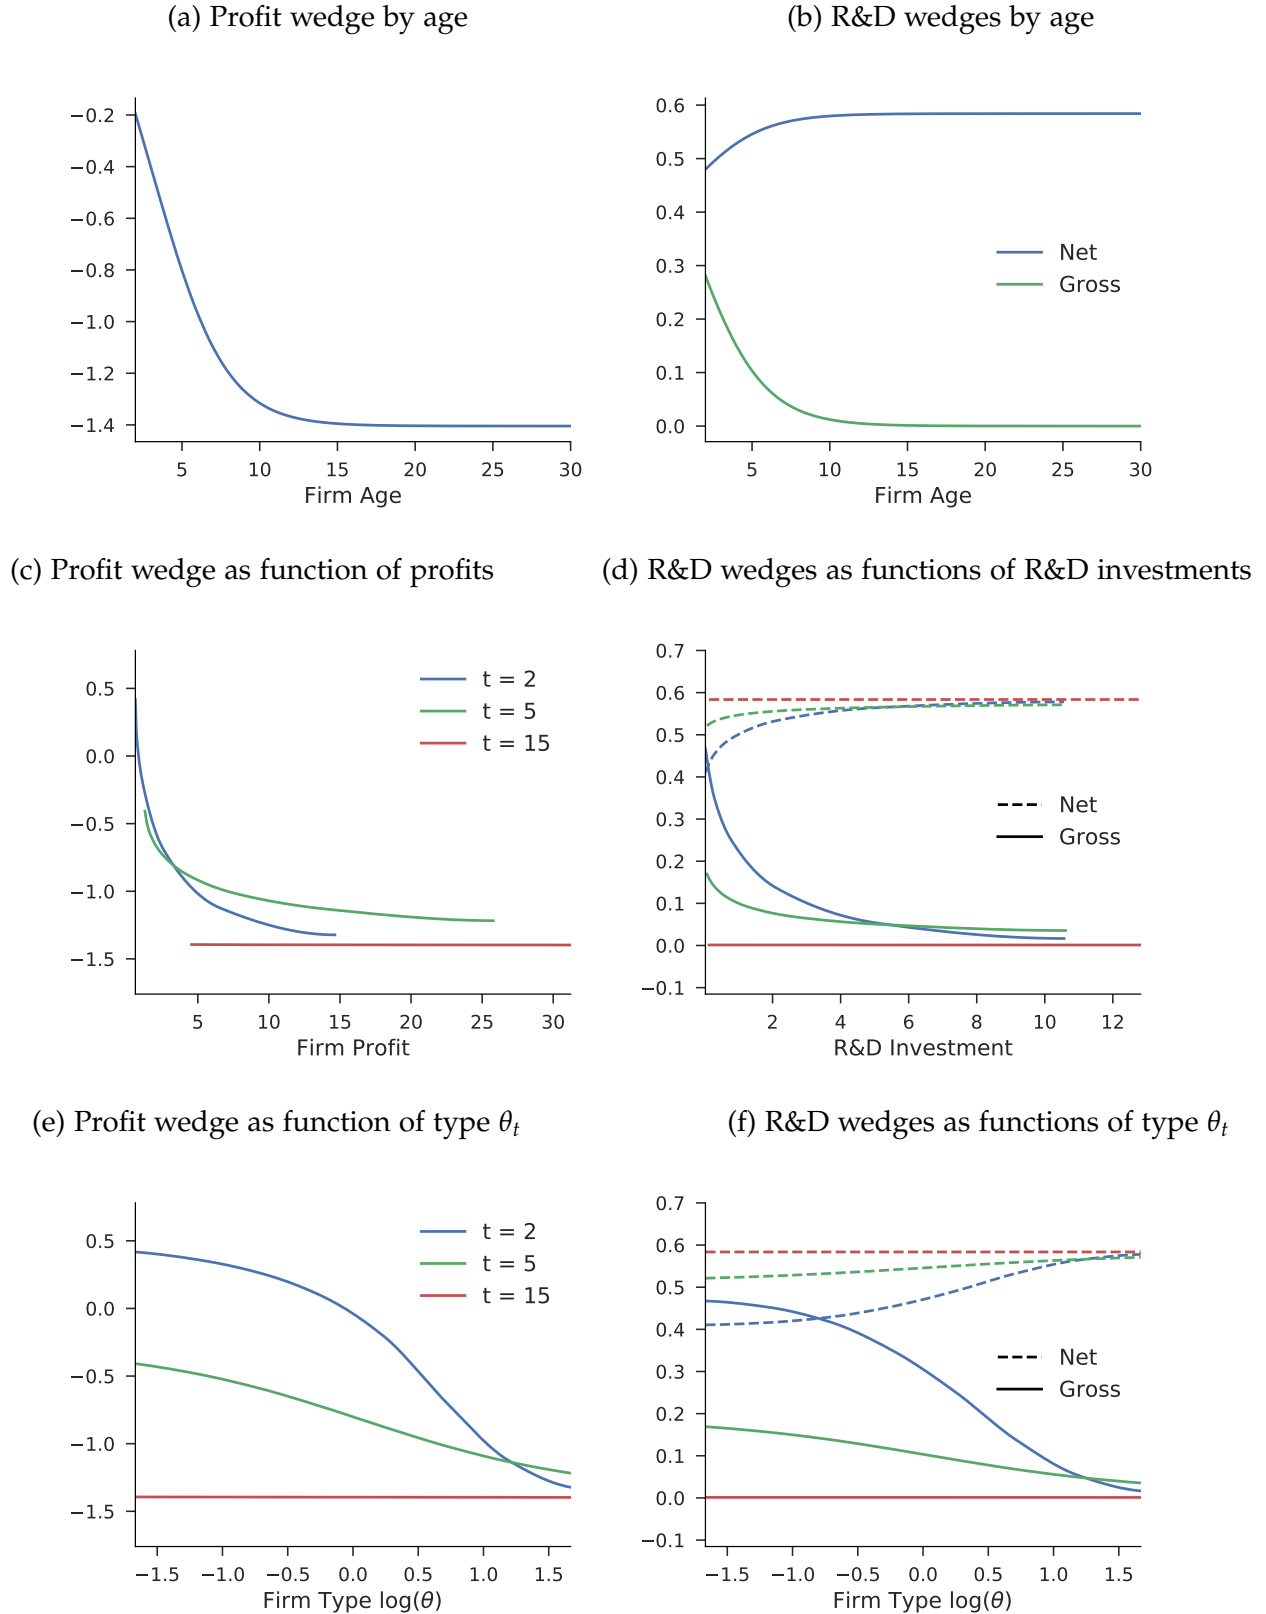 (a) Profit wedge by age
(b) R&D wedges by age
−0.2
−0.4
−0.6
−0.8
−1.0
−1.2
−1.4
5 10 15 20 25 30
Firm Age
0.6
0.5
0.4
0.3
0.2
0.1
0.0
Net
Gross
5 10 15 20 25 30
Firm Age
(c) Profit wedge as function of profits
(d) R&D wedges as functions of R&D investments
0.5
0.0
−0.5
−1.0
−1.5
t = 2
t = 5
t = 15
5 10 15 20 25 30
Firm Profit
0.7
0.6
0.5
0.4
0.3
0.2
0.1
0.0
−0.1
Net
Gross
2 4 6 8 10 12
R&D Investment
(e) Profit wedge as function of type θt
(f) R&D wedges as functions of type θt
0.5
0.0
−0.5
−1.0
−1.5
t = 2
t = 5
t = 15
−1.5 −1.0 −0.5 0.0 0.5 1.0 1.5
Firm Type log(θ)
0.7
0.6
0.5
0.4
0.3
0.2
0.1
0.0
−0.1
Net
Gross
−1.5 −1.0 −0.5 0.0 0.5 1.0 1.5
Firm Type log(θ)